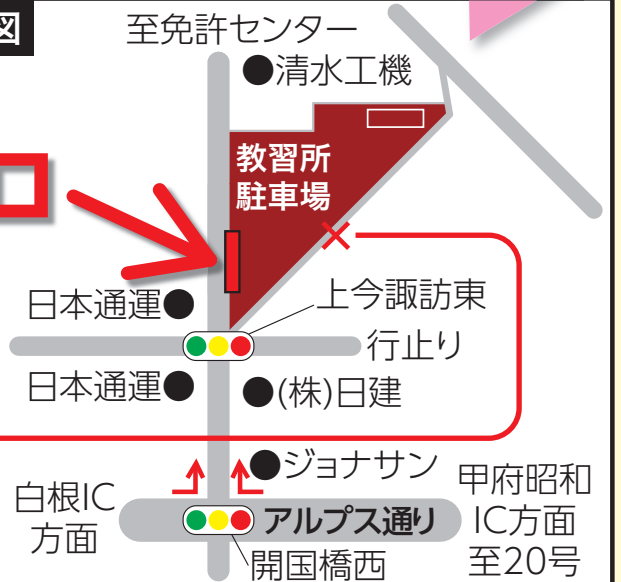 図
至免許センター
●清水工機
教習所
駐車場
口
日本通運●
上今諏訪東
行止り
日本通運●
●(株)日建
●ジョナサン
白根IC
方面
アルプス通り
甲府昭和
IC方面
至20号
開国橋西